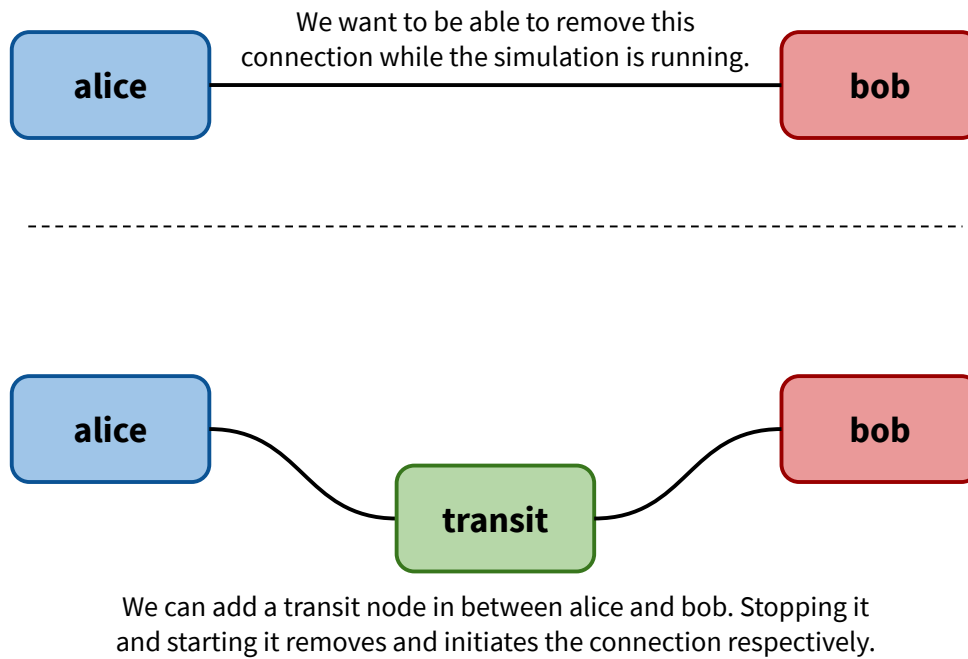 We want to be able to remove this
connection while the simulation is running.
alice
bob
alice
bob
transit
We can add a transit node in between alice and bob. Stopping it
and starting it removes and initiates the connection respectively.